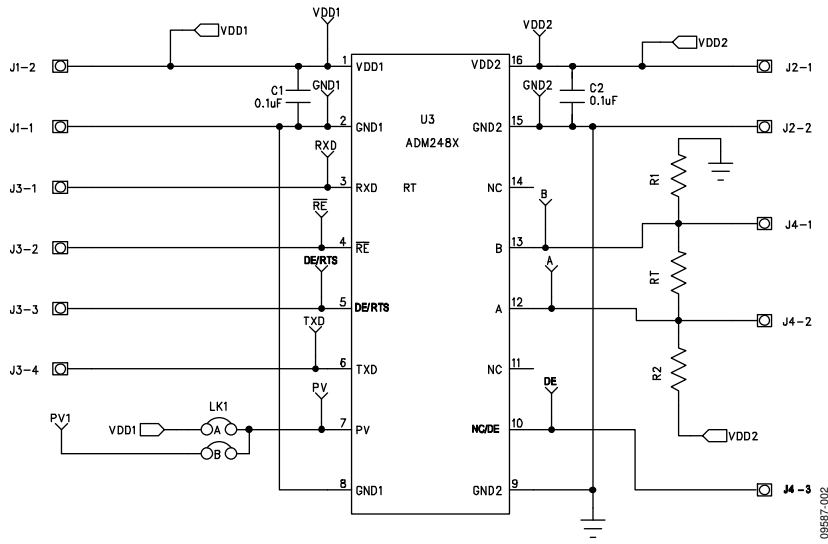 VDD1
VDD2
VDD1
VDD2
J1-2
1
VDD1
VDD2
16
J2-1
C1
0.1uF
GND1
U3
ADM248X
GND2
C2
0.1uF
J1-1
2
GND1
GND2
15
J2-2
RXD
R1
J3-1
3
RXD
RT
NC
14
RE
B
J4-1
J3-2
4
RE
B
13
DE/RTS
A
RT
J3-3
5
DE/RTS
A
12
J4-2
TXD
J3-4
6
TXD
NC
11
R2
LK1
PV
DE
PV1
VDD1
A
7
PV
NC/DE
10
VDD2
B
8
GND1
GND2
9
J4-3
09587-002